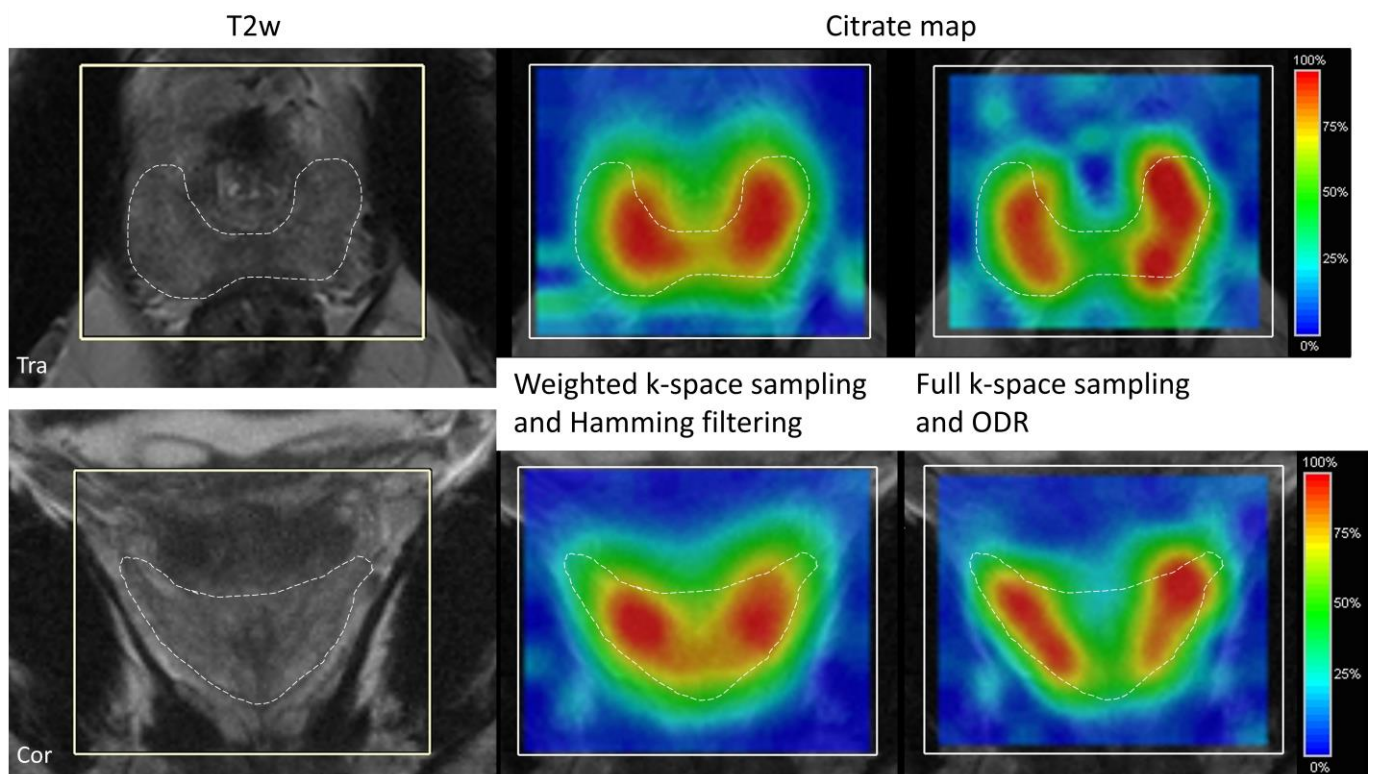 T2w
Citrate map
100%
75%
50%
25%
0%
Tra
Weighted k-space sampling
and Hamming filtering
Full k-space sampling
and ODR
100%
75%
50%
25%
0%
Cor